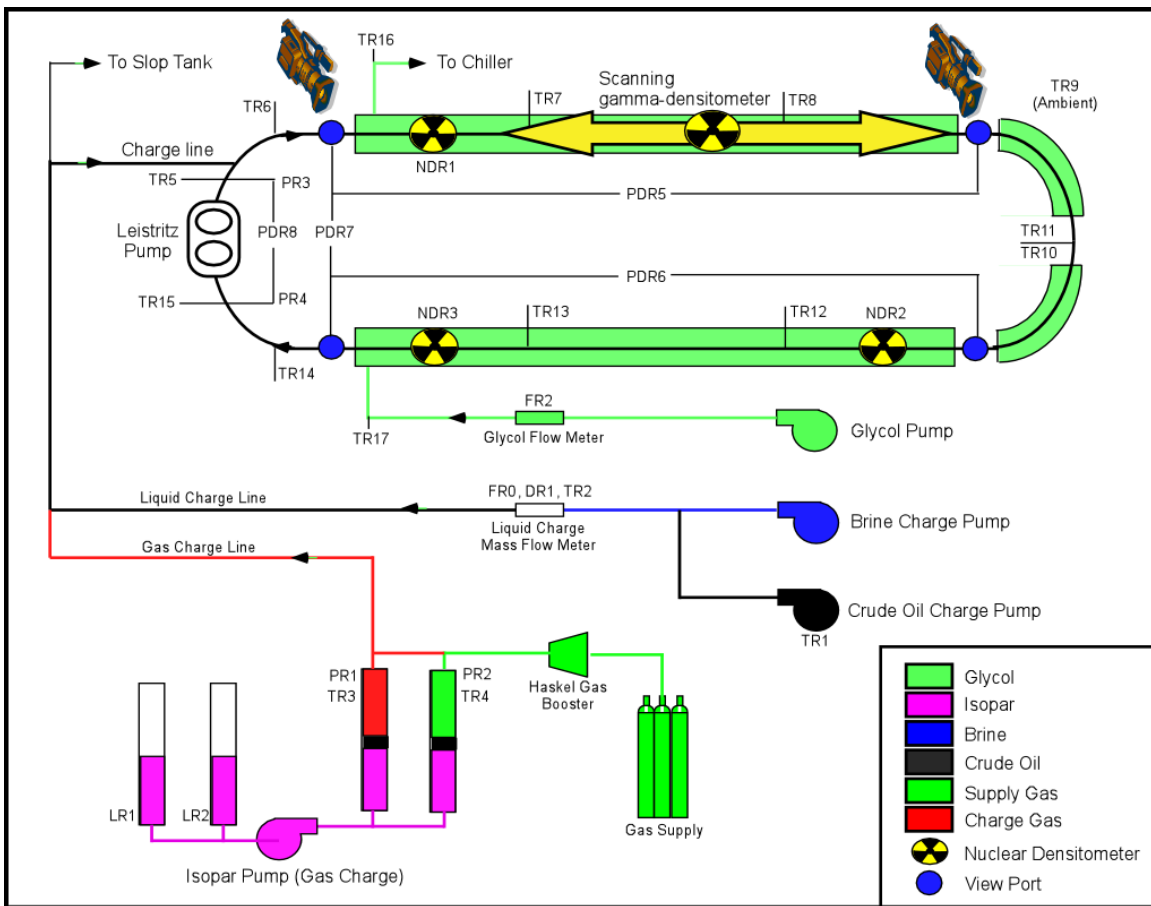 TR16
To Slop Tank
To Chiller
Scanning
gamma-densitometer
TR9
(Ambient)
TR7
TR8
TR6
Charge line
NDR1
TR5
PR3
PDR5
Leistritz
Pump
PDR8
PDR7
TR11
TR10
PDR6
TR15
PR4
NDR3
TR13
TR12
NDR2
TR14
FR2
TR17
Glycol Flow Meter
Glycol Pump
FR0, DR1, TR2
Liquid Charge Line
Liquid Charge
Mass Flow Meter
Brine Charge Pump
Gas Charge Line
Crude Oil Charge Pump
TR1
PR1
TR3
PR2
TR4
Haskel Gas
Booster
LR1
LR2
Gas Supply
Isopar Pump (Gas Charge)
Glycol
Isopar
Brine
Crude Oil
Supply Gas
Charge Gas
Nuclear Densitometer
View Port